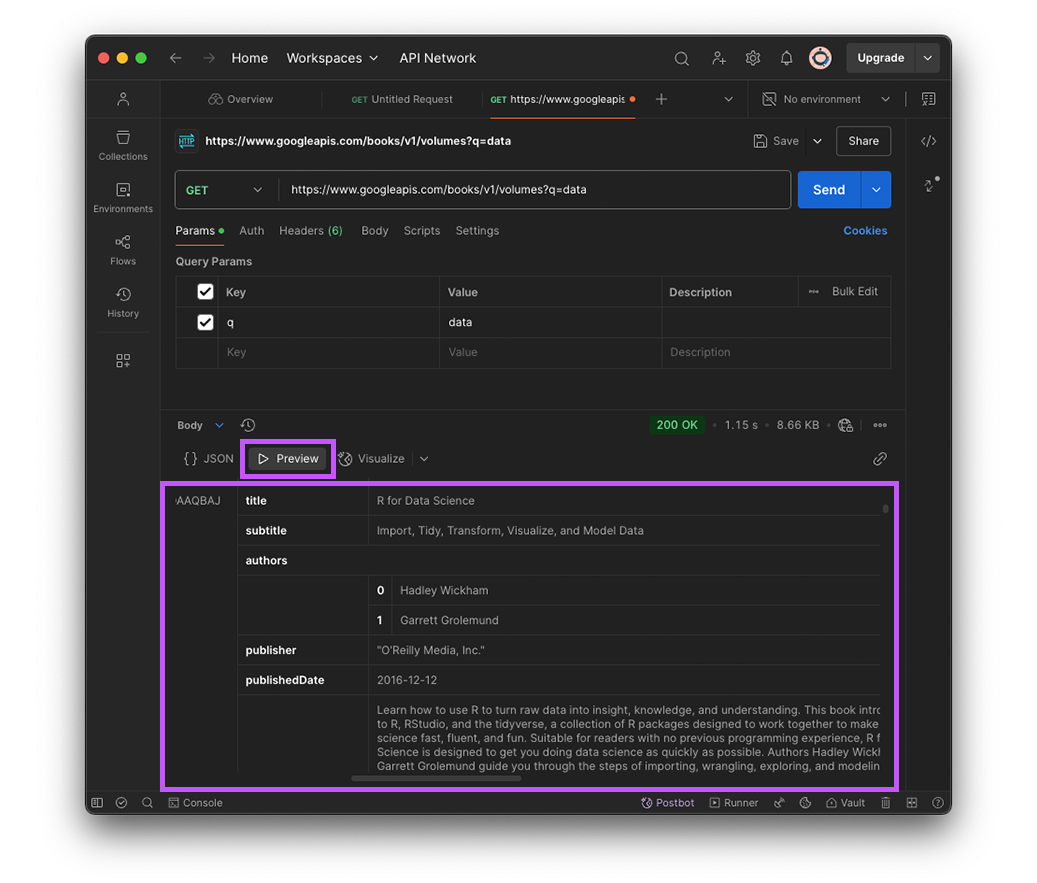 Home Workspaces API Network Upgrade
Overview GET Untitled Request GET https://www.googleapis No environment
HTTP https://www.googleapis.com/books/v1/volumes?q=data Save Share
Collections
GET https://www.googleapis.com/books/v1/volumes?q=data Send
Environments
Params Auth Headers (6) Body Scripts Settings Cookies
Flows
Query Params
Key Value Description Bulk Edit
History
q data
Key Value Description
Body 200 OK 1.15 s 8.66 KB
{ } JSON Preview Visualize
AAQBAJ title R for Data Science
subtitle Import, Tidy, Transform, Visualize, and Model Data
authors
0 Hadley Wickham
1 Garrett Grolemund
publisher "O'Reilly Media, Inc."
publishedDate 2016-12-12
Learn how to use R to turn raw data into insight, knowledge, and understanding. This book intro
to R, RStudio, and the tidyverse, a collection of R packages designed to work together to make
science fast, fluent, and fun. Suitable for readers with no previous programming experience, R f
Science is designed to get you doing data science as quickly as possible. Authors Hadley Wick
Garrett Grolemund guide you through the steps of importing, wrangling, exploring, and modelin
Console Postbot Runner Vault